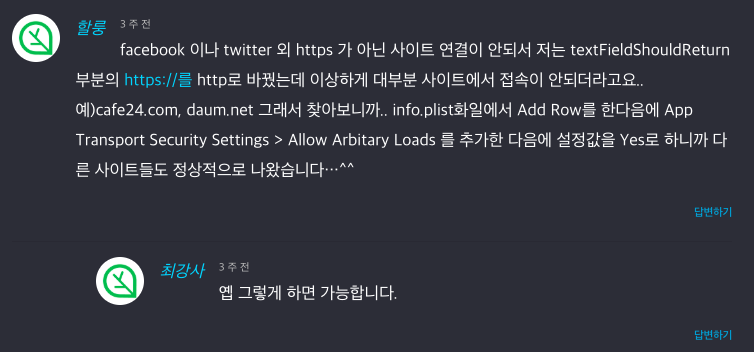 할룽 3 주 전
facebook 이나 twitter 외 https 가 아닌 사이트 연결이 안되서 저는 textFieldShouldReturn
부분의 https://를 http로 바꿨는데 이상하게 대부분 사이트에서 접속이 안되더라고요..
예)cafe24.com, daum.net 그래서 찾아보니까.. info.plist화일에서 Add Row를 한다음에 App
Transport Security Settings > Allow Arbitary Loads 를 추가한 다음에 설정값을 Yes로 하니까 다
른 사이트들도 정상적으로 나왔습니다…^^
답변하기
최강사 3 주 전
옙 그렇게 하면 가능합니다.
답변하기